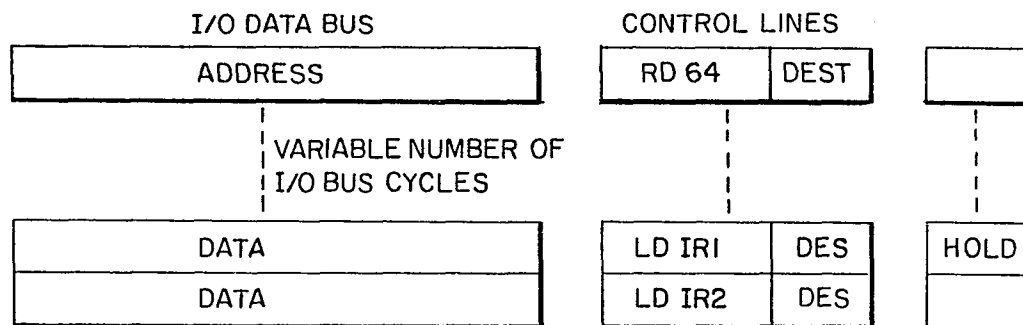 I/O DATA BUS CONTROL LINES
ADDRESS RD 64 DEST
VARIABLE NUMBER OF
I/O BUS CYCLES
DATA LD IR1 DES HOLD
DATA LD IR2 DES